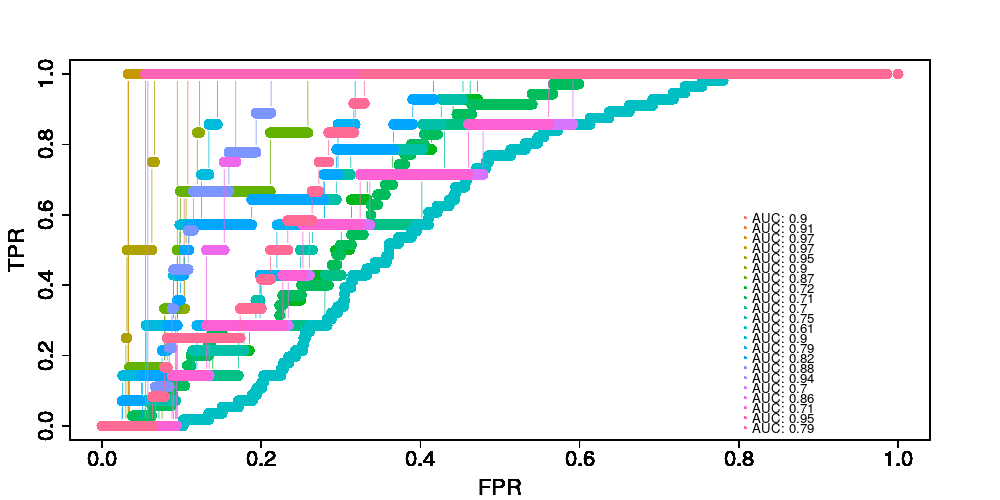 1.0
0.8
0.6
0.4
0.2
0.0
TPR
AUC: 0.9
AUC: 0.91
AUC: 0.97
AUC: 0.97
AUC: 0.95
AUC: 0.9
AUC: 0.87
AUC: 0.72
AUC: 0.71
AUC: 0.7
AUC: 0.75
AUC: 0.61
AUC: 0.9
AUC: 0.79
AUC: 0.82
AUC: 0.88
AUC: 0.94
AUC: 0.7
AUC: 0.86
AUC: 0.71
AUC: 0.95
AUC: 0.79
0.0 0.2 0.4 0.6 0.8 1.0
FPR